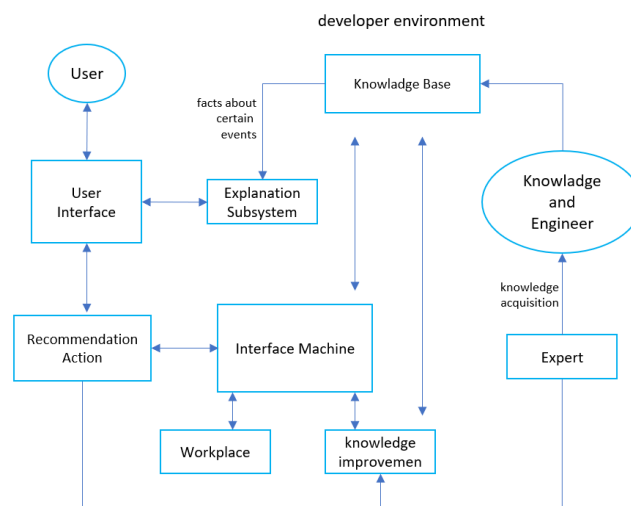 developer environment
User
Knowladge Base
facts about
certain
events
User
Interface
Explanation
Subsystem
Knowladge
and
Engineer
knowledge
acquisition
Recommendation
Action
Interface Machine
Expert
Workplace
knowledge
improvemen